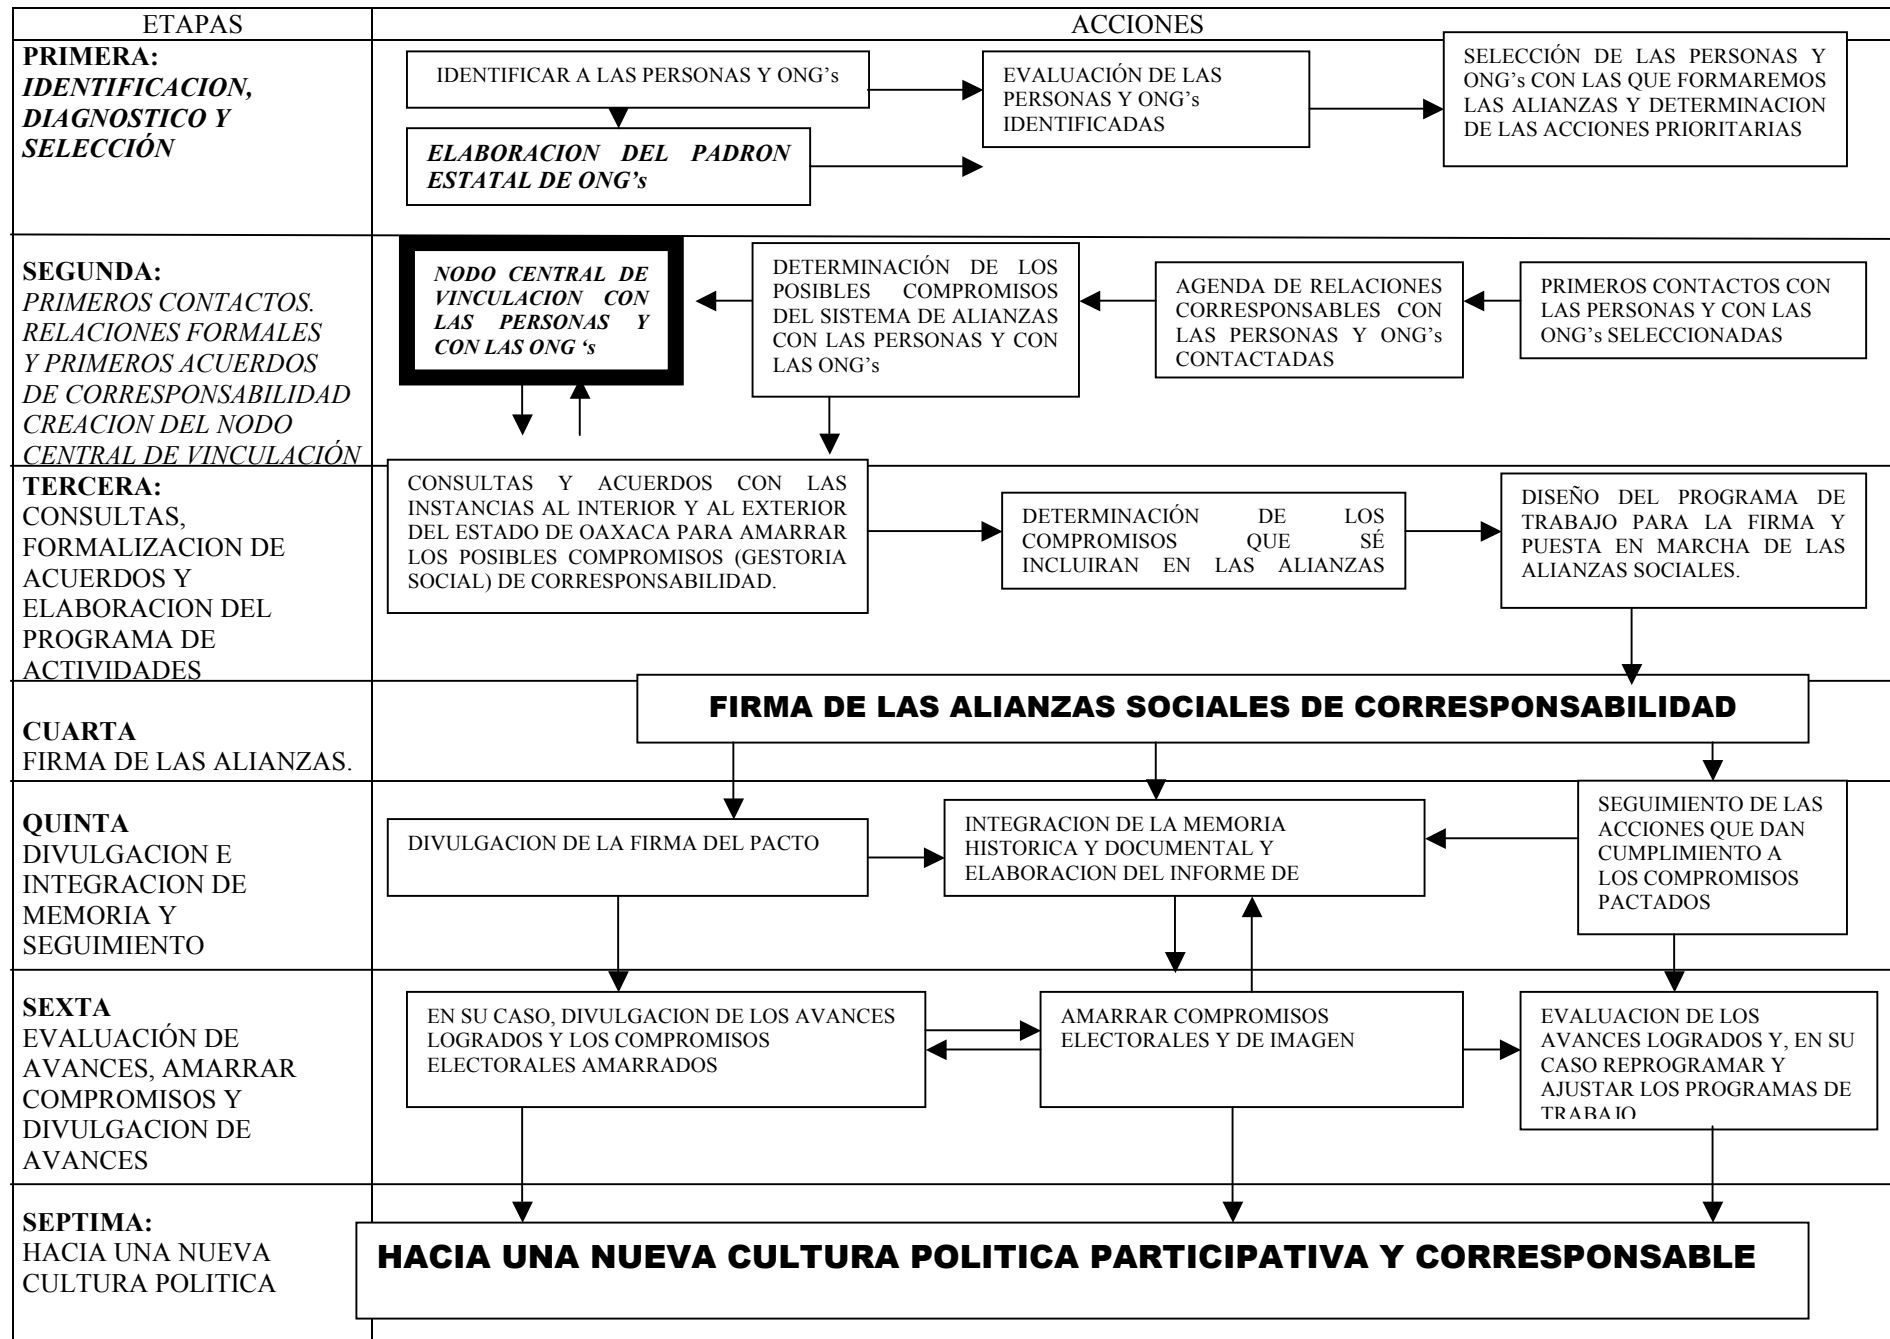 ETAPAS
ACCIONES
PRIMERA:
IDENTIFICACION,
DIAGNOSTICO Y
SELECCIÓN
IDENTIFICAR A LAS PERSONAS Y ONG's
ELABORACION DEL PADRON
ESTATAL DE ONG's
EVALUACIÓN DE LAS
PERSONAS Y ONG's
IDENTIFICADAS
SELECCIÓN DE LAS PERSONAS Y
ONG's CON LAS QUE FORMAREMOS
LAS ALIANZAS Y DETERMINACION
DE LAS ACCIONES PRIORITARIAS
SEGUNDA:
PRIMEROS CONTACTOS.
RELACIONES FORMALES
Y PRIMEROS ACUERDOS
DE CORRESPONSABILIDAD
CREACION DEL NODO
CENTRAL DE VINCULACIÓN
NODO CENTRAL DE
VINCULACION CON
LAS PERSONAS Y
CON LAS ONG ‘s
DETERMINACIÓN DE LOS
POSIBLES COMPROMISOS
DEL SISTEMA DE ALIANZAS
CON LAS PERSONAS Y CON
LAS ONG's
AGENDA DE RELACIONES
CORRESPONSABLES CON
LAS PERSONAS Y ONG's
CONTACTADAS
PRIMEROS CONTACTOS CON
LAS PERSONAS Y CON LAS
ONG's SELECCIONADAS
TERCERA:
CONSULTAS,
FORMALIZACION DE
ACUERDOS Y
ELABORACION DEL
PROGRAMA DE
ACTIVIDADES
CONSULTAS Y ACUERDOS CON LAS
INSTANCIAS AL INTERIOR Y AL EXTERIOR
DEL ESTADO DE OAXACA PARA AMARRAR
LOS POSIBLES COMPROMISOS (GESTORIA
SOCIAL) DE CORRESPONSABILIDAD.
DETERMINACIÓN DE LOS
COMPROMISOS QUE SÉ
INCLUIRAN EN LAS ALIANZAS
DISEÑO DEL PROGRAMA DE
TRABAJO PARA LA FIRMA Y
PUESTA EN MARCHA DE LAS
ALIANZAS SOCIALES.
CUARTA
FIRMA DE LAS ALIANZAS.
FIRMA DE LAS ALIANZAS SOCIALES DE CORRESPONSABILIDAD
QUINTA
DIVULGACION E
INTEGRACION DE
MEMORIA Y
SEGUIMIENTO
DIVULGACION DE LA FIRMA DEL PACTO
INTEGRACION DE LA MEMORIA
HISTORICA Y DOCUMENTAL Y
ELABORACION DEL INFORME DE
SEGUIMIENTO DE LAS
ACCIONES QUE DAN
CUMPLIMIENTO A
LOS COMPROMISOS
PACTADOS
SEXTA
EVALUACIÓN DE
AVANCES, AMARRAR
COMPROMISOS Y
DIVULGACION DE
AVANCES
EN SU CASO, DIVULGACION DE LOS AVANCES
LOGRADOS Y LOS COMPROMISOS
ELECTORALES AMARRADOS
AMARRAR COMPROMISOS
ELECTORALES Y DE IMAGEN
EVALUACION DE LOS
AVANCES LOGRADOS Y, EN SU
CASO REPROGRAMAR Y
AJUSTAR LOS PROGRAMAS DE
TRABAJO
SEPTIMA:
HACIA UNA NUEVA
CULTURA POLITICA
HACIA UNA NUEVA CULTURA POLITICA PARTICIPATIVA Y CORRESPONSABLE